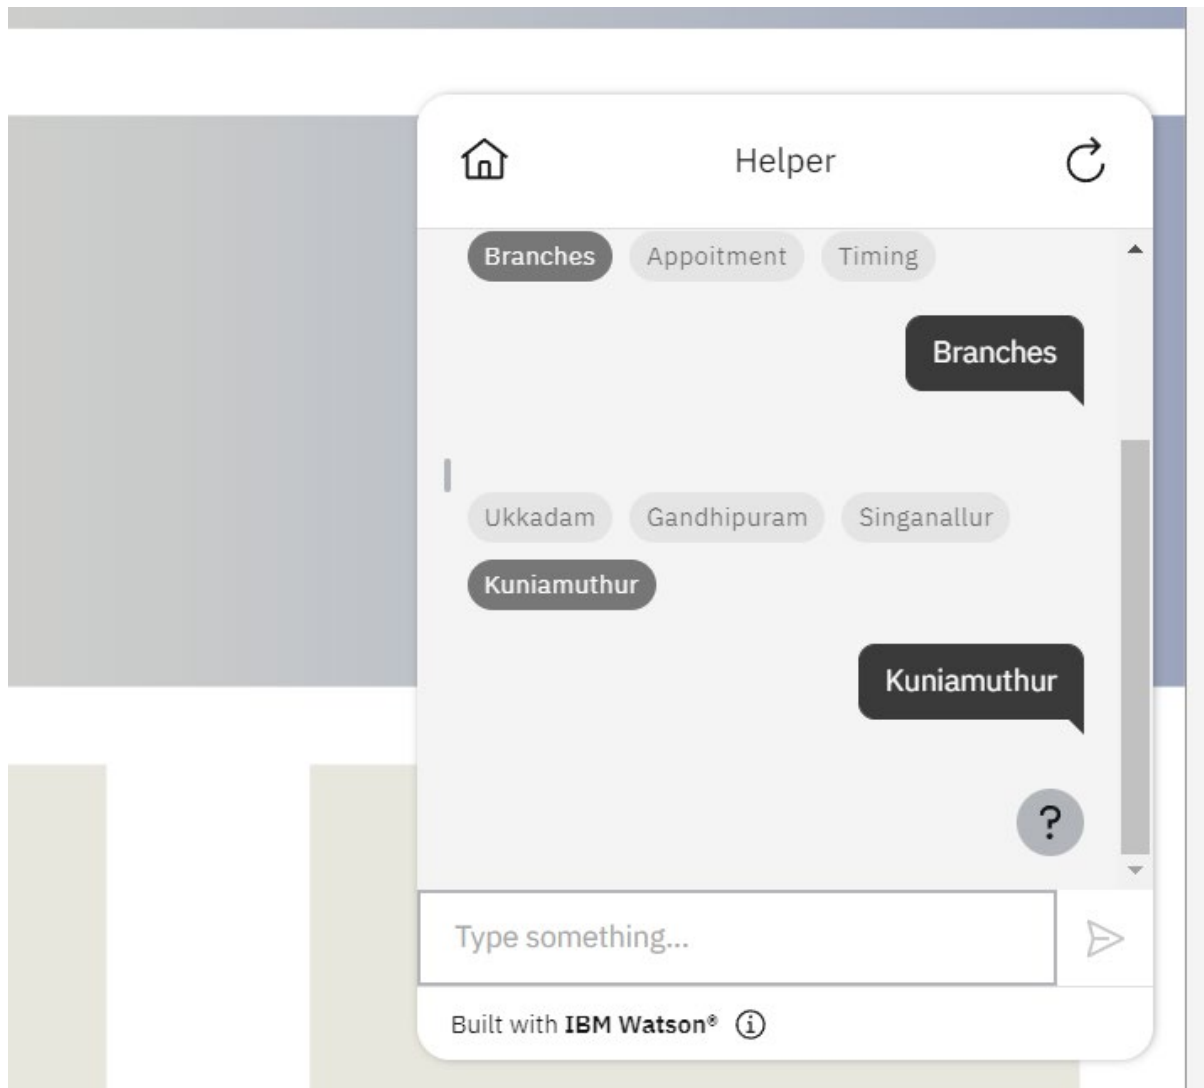 Helper
Branches Appoitment Timing
Branches
Ukkadam Gandhipuram Singanallur
Kuniamuthur
Kuniamuthur
?
Type something...
Built with IBM Watson®